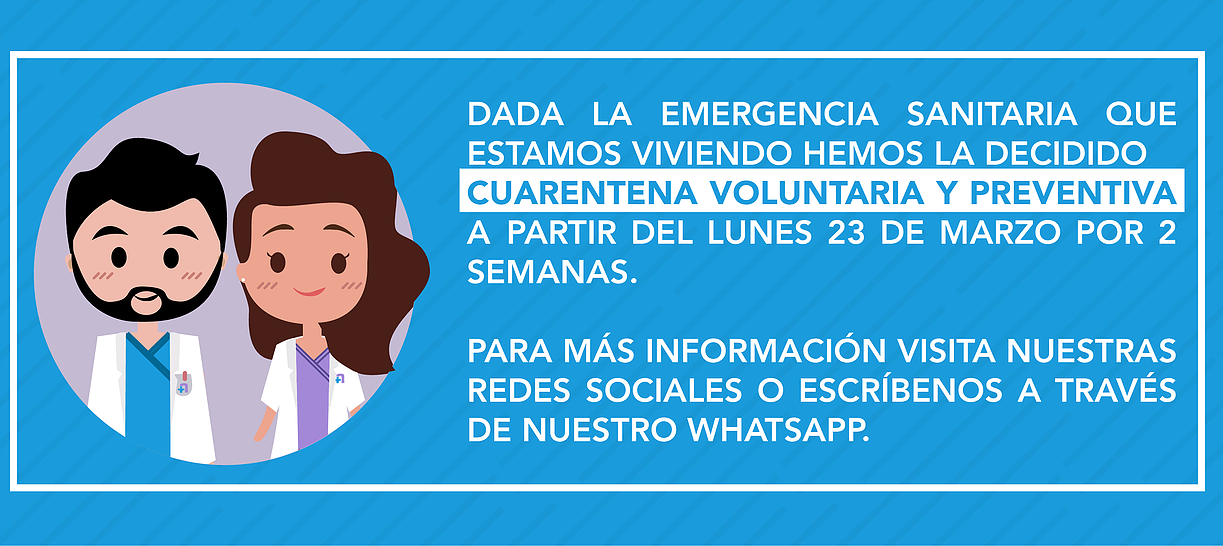 DADA LA EMERGENCIA SANITARIA QUE
ESTAMOS VIVIENDO HEMOS LA DECIDIDO
CUARENTENA VOLUNTARIA Y PREVENTIVA
A PARTIR DEL LUNES 23 DE MARZO POR 2
SEMANAS.
PARA MÁS INFORMACIÓN VISITA NUESTRAS
REDES SOCIALES O ESCRÍBENOS A TRAVÉS
DE NUESTRO WHATSAPP.